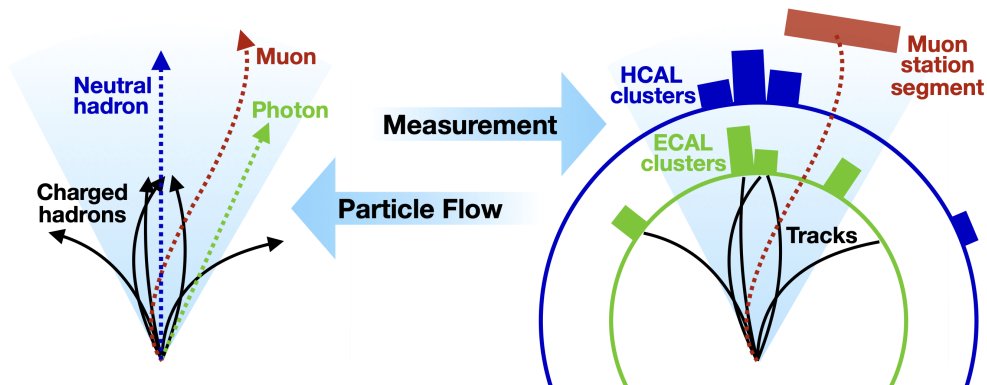 Neutral
hadron
Muon
Photon
Charged
hadrons
Measurement
Particle Flow
HCAL
clusters
ECAL
clusters
Muon
station
segment
Tracks